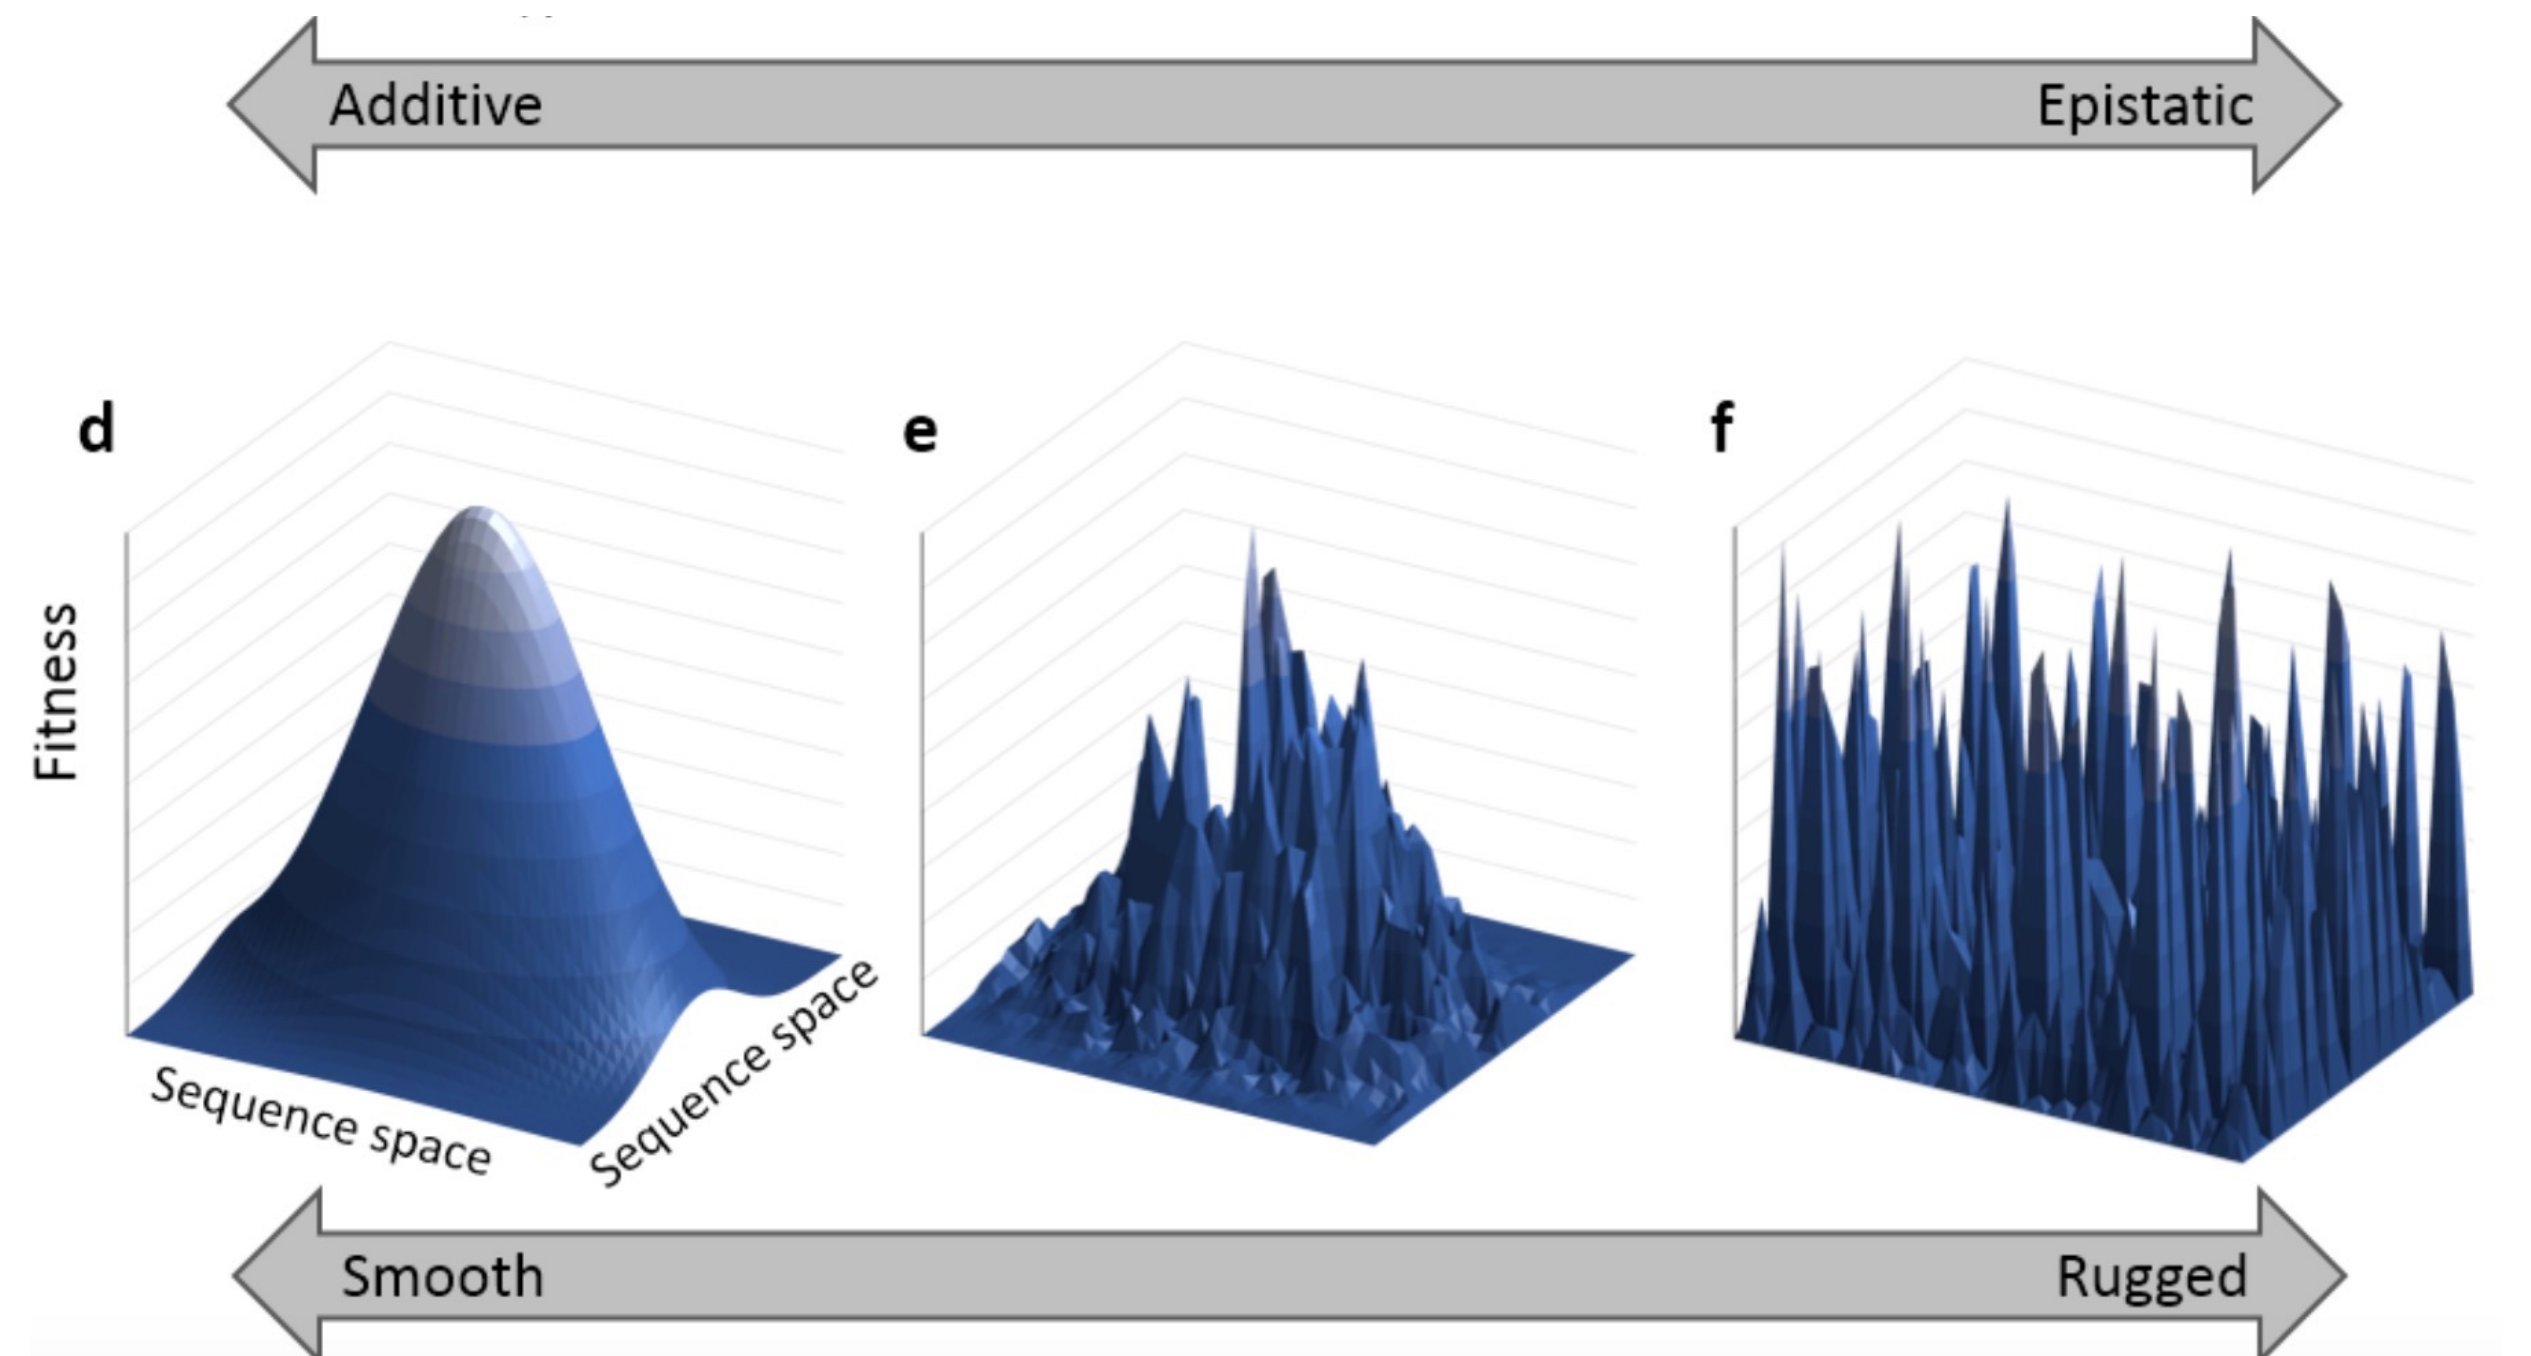 Additive
Epistatic
d
e
f
Fitness
Sequence space
Sequence space
Smooth
Rugged